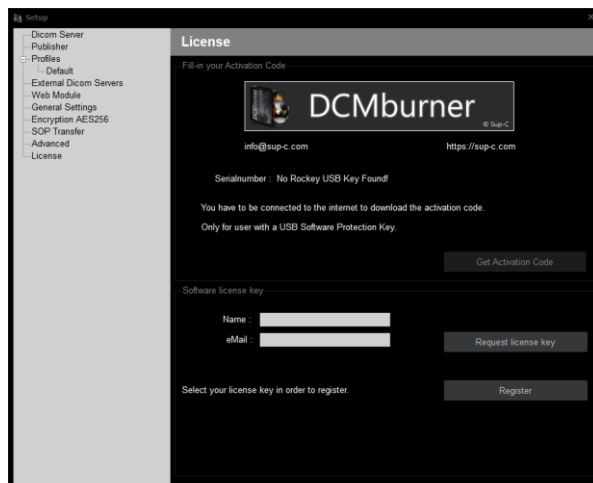 Setup
Dicom Server
Publisher
Profiles
Default
External Dicom Servers
Web Module
General Settings
Encryption AES256
SOP Transfer
Advanced
License
License
Fill-in your Activation Code
DCMburner
© Sup-C
info@sup-c.com
https://sup-c.com
Serialnumber : No Rockey USB Key Found!
You have to be connected to the internet to download the activation code.
Only for user with a USB Software Protection Key.
Get Activation Code
Software license key
Name :
eMail :
Request license key
Select your license key in order to register.
Register